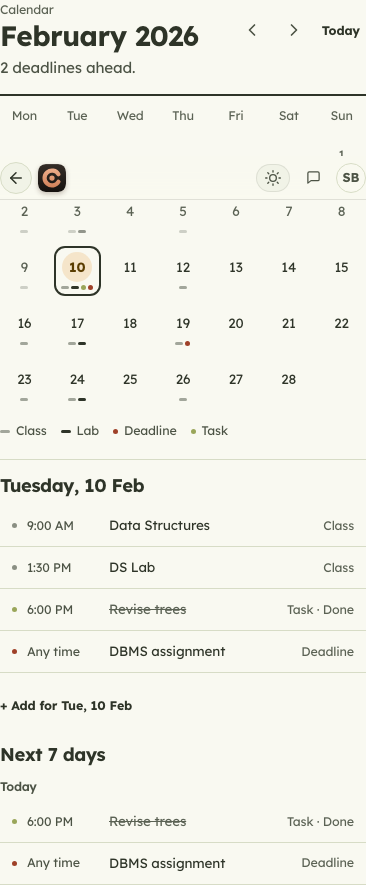 Calendar
February 2026
Today
2 deadlines ahead.
Mon Tue Wed Thu Fri Sat Sun
1
SB
2 3 4 5 6 7 8
9 10 11 12 13 14 15
16 17 18 19 20 21 22
23 24 25 26 27 28
Class Lab Deadline Task
Tuesday, 10 Feb
9:00 AM Data Structures Class
1:30 PM DS Lab Class
6:00 PM Revise trees Task · Done
Any time DBMS assignment Deadline
+ Add for Tue, 10 Feb
Next 7 days
Today
6:00 PM Revise trees Task · Done
Any time DBMS assignment Deadline